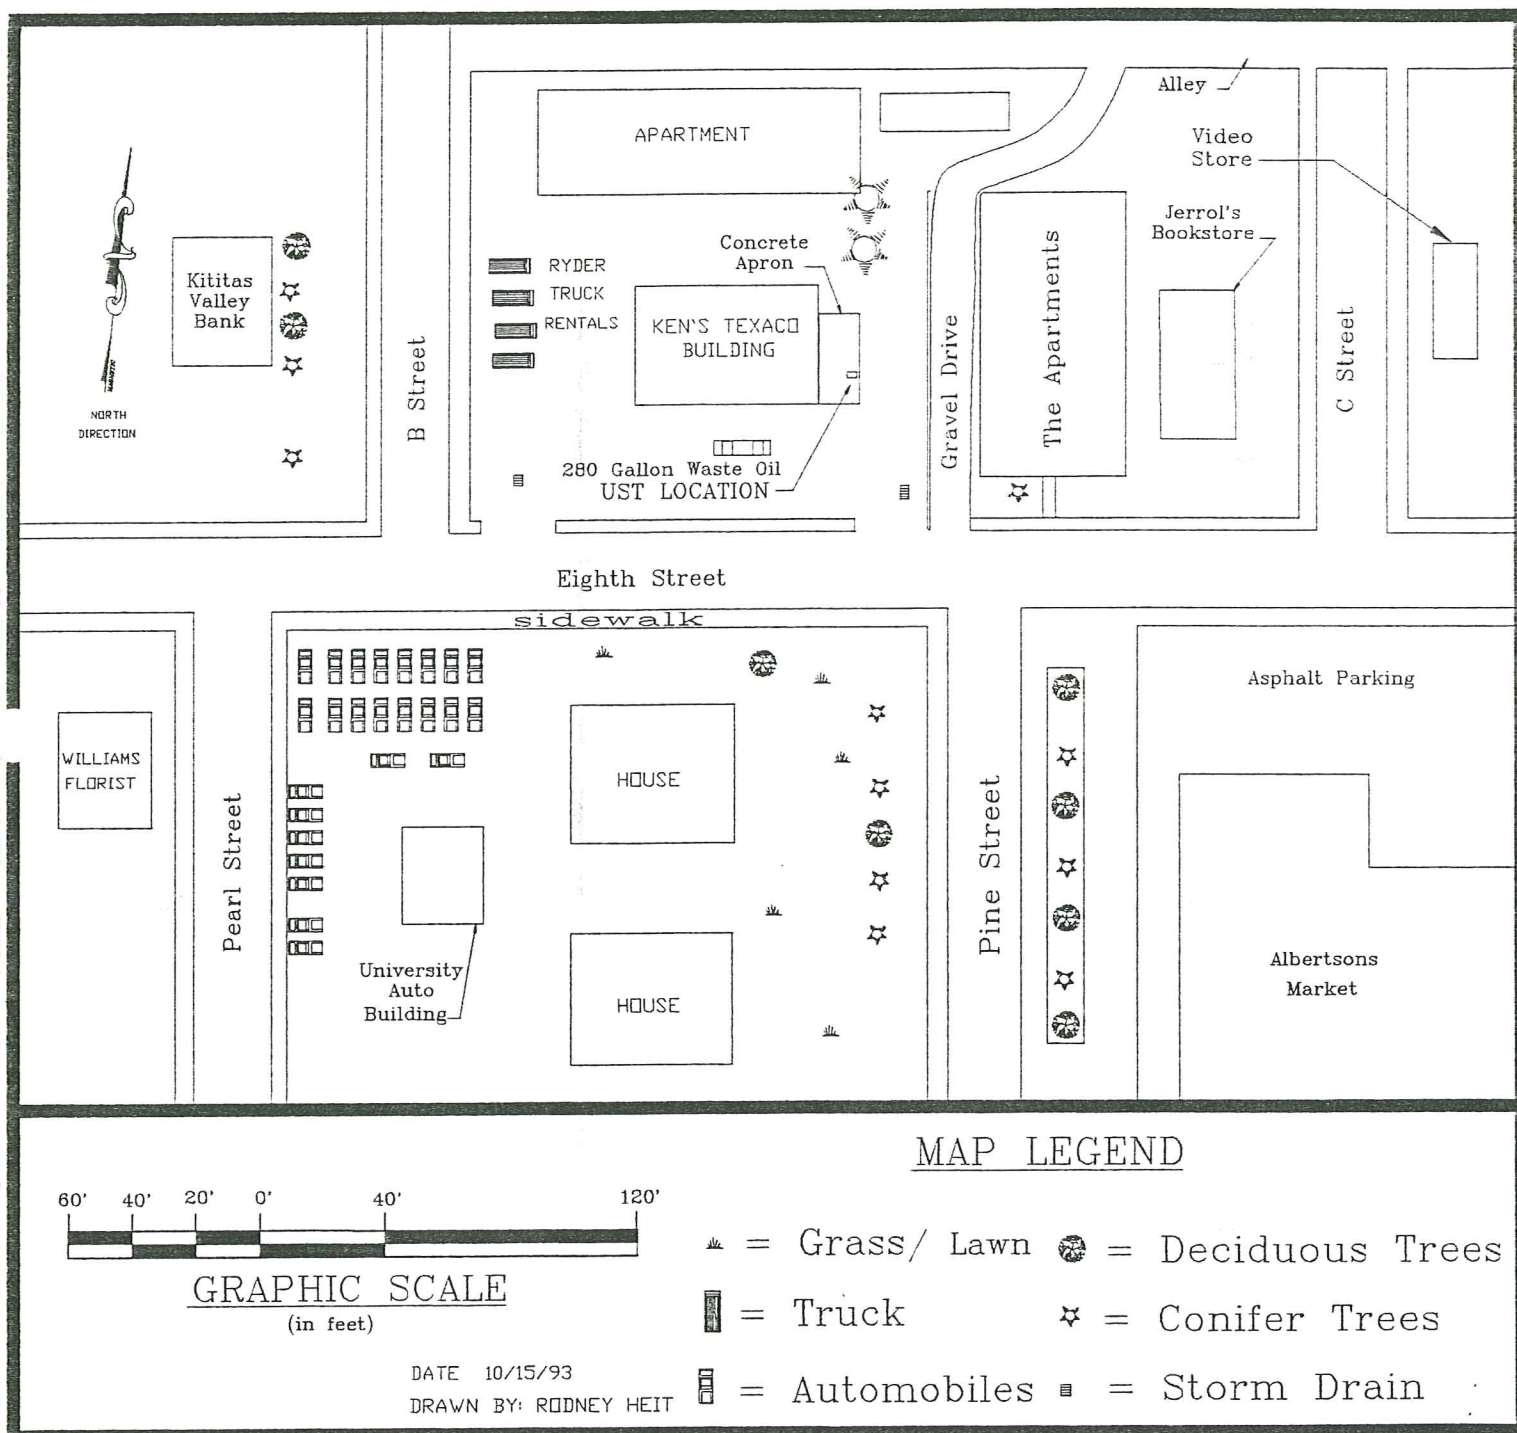 Alley
Video
Store
APARTMENT
Jerrol's
Bookstore
Concrete
Apron
RYDER
TRUCK
RENTALS
Kititas
Valley
Bank
KEN'S TEXACO
BUILDING
The Apartments
B Street
Gravel Drive
C Street
MAGNETIC
NORTH
DIRECTION
280 Gallon Waste Oil
UST LOCATION
Eighth Street
sidewalk
Asphalt Parking
WILLIAMS
FLORIST
HOUSE
Pearl Street
Pine Street
University
Auto
Building
HOUSE
Albertsons
Market
MAP LEGEND
60' 40' 20' 0' 40' 120'
GRAPHIC SCALE
(in feet)
= Grass/ Lawn
= Deciduous Trees
= Truck
= Conifer Trees
= Automobiles
= Storm Drain
DATE 10/15/93
DRAWN BY: RODNEY HEIT